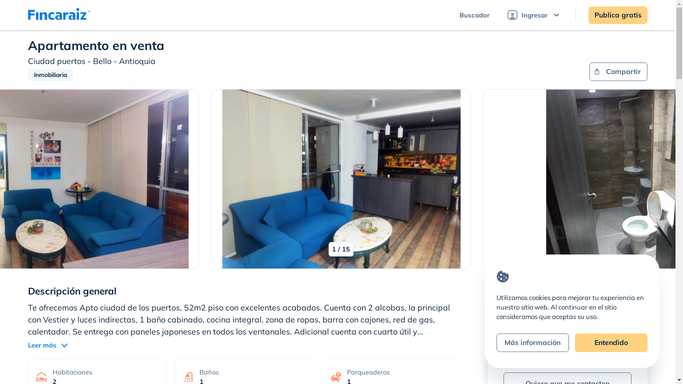 Fincaraiz
Buscador
Ingresar
Publica gratis
Apartamento en venta
Ciudad puertos - Bello - Antioquia
Inmobiliaria
Compartir
1 / 15
Descripción general
Te ofrecemos Apto ciudad de los puertos, 52m2 piso con excelentes acabados. Cuenta con 2 alcobas, la principal
con Vestier y luces indirectas, 1 baño cabinado, cocina integral, zona de ropas, barra con cajones, red de gas,
calentador. Se entrega con paneles japoneses en todos los ventanales. Adicional cuenta con cuarto útil y...
Leer más
Habitaciones
2
Baños
1
Parqueaderos
1
Utilizamos cookies para mejorar tu experiencia en
nuestro sitio web. Al continuar en el sitio
consideramos que aceptas su uso.
Más información
Entendido
Quiero que me contacten